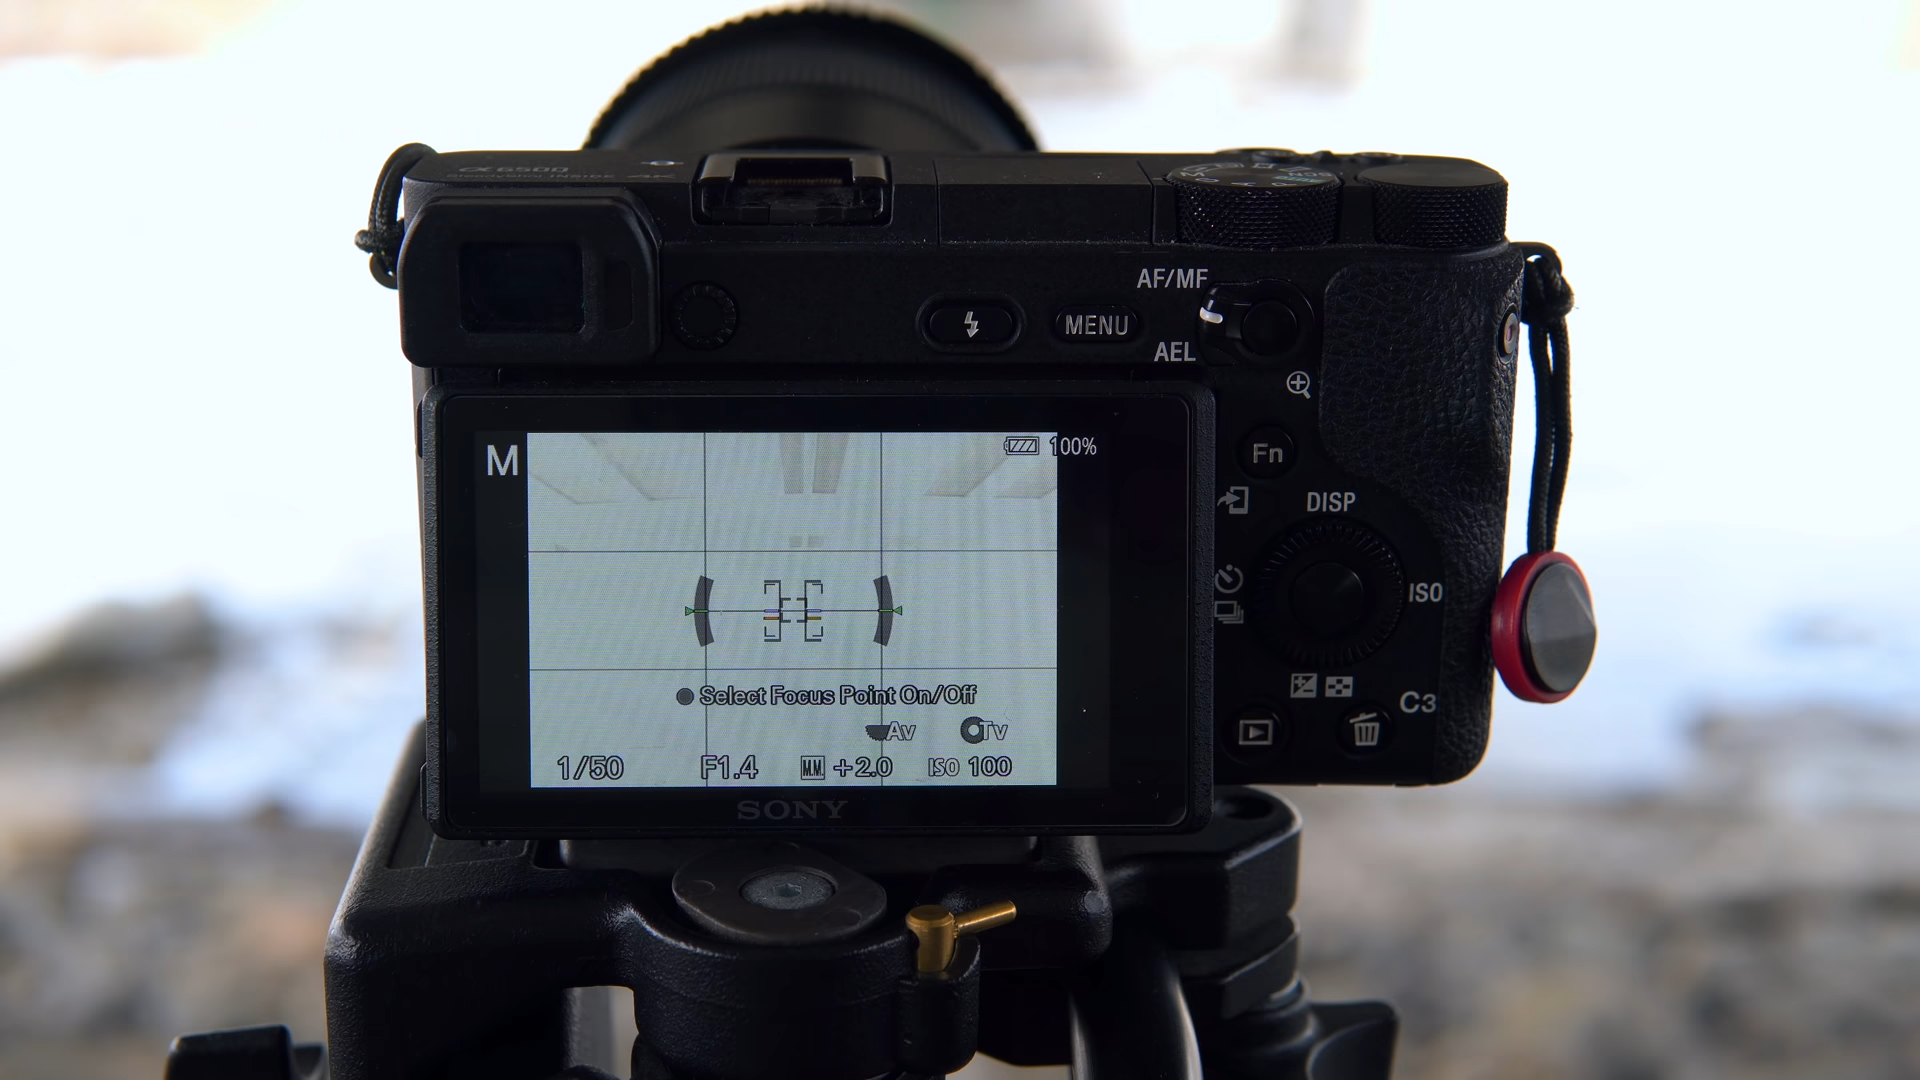 α6500
AF/MF
MENU
AEL
M
100%
Fn
DISP
ISO
Select Focus Point On/Off
Av Tv
C3
1/50 F1.4 M.M. +2.0 ISO 100
SONY